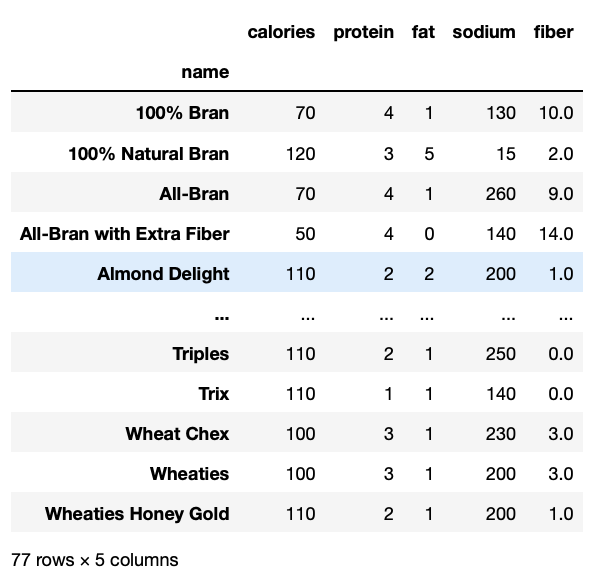 calories protein fat sodium fiber
name
100% Bran 70 4 1 130 10.0
100% Natural Bran 120 3 5 15 2.0
All-Bran 70 4 1 260 9.0
All-Bran with Extra Fiber 50 4 0 140 14.0
Almond Delight 110 2 2 200 1.0
... ... ... ... ... ...
Triples 110 2 1 250 0.0
Trix 110 1 1 140 0.0
Wheat Chex 100 3 1 230 3.0
Wheaties 100 3 1 200 3.0
Wheaties Honey Gold 110 2 1 200 1.0
77 rows × 5 columns